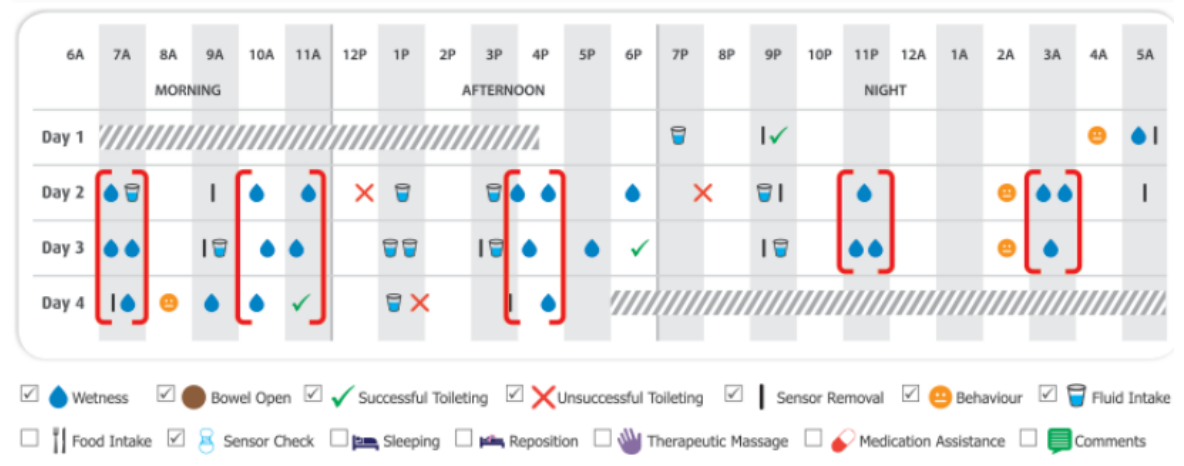 6A 7A 8A 9A 10A 11A 12P 1P 2P 3P 4P 5P 6P 7P 8P 9P 10P 11P 12A 1A 2A 3A 4A 5A
MORNING AFTERNOON NIGHT
Day 1
Day 2
Day 3
Day 4
Wetness Bowel Open Successful Toileting Unsuccessful Toileting Sensor Removal Behaviour Fluid Intake
Food Intake Sensor Check Sleeping Reposition Therapeutic Massage Medication Assistance Comments